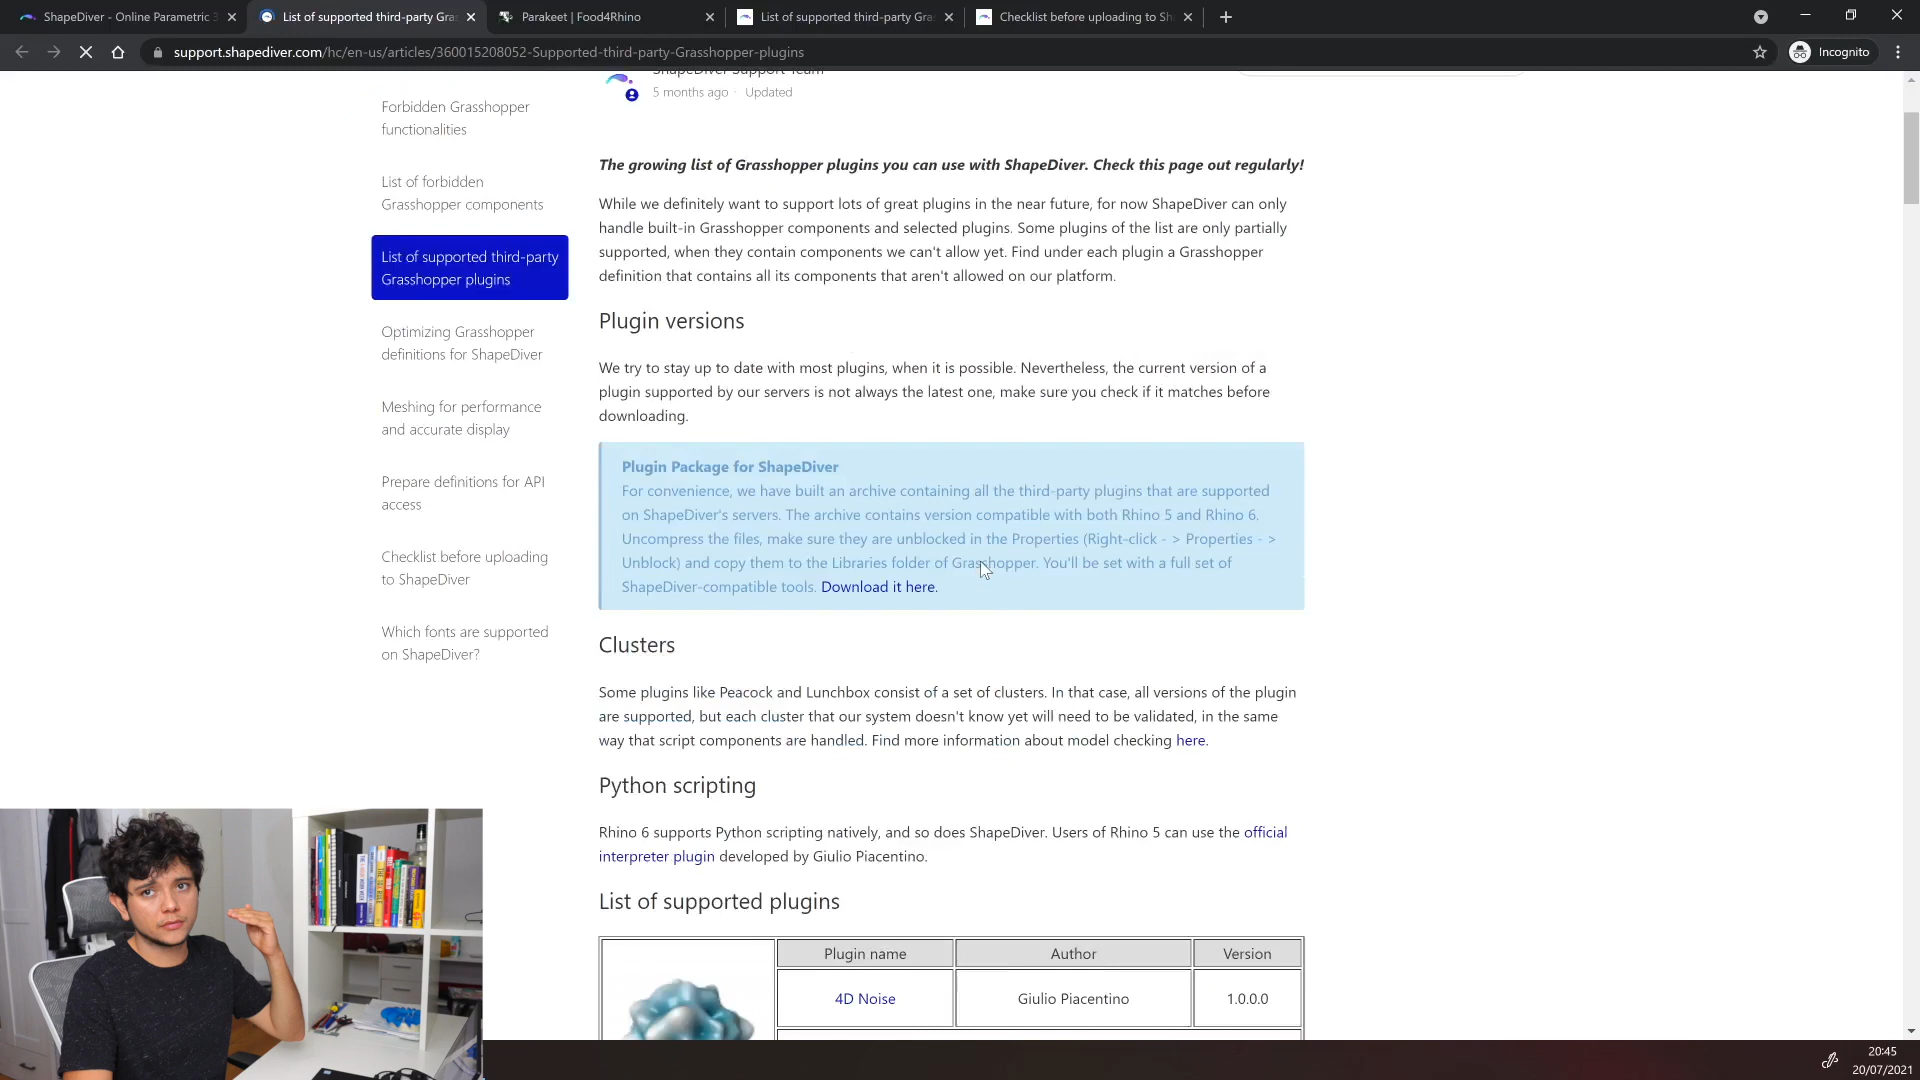 ShapeDiver - Online Parametric 3
List of supported third-party Gra
Parakeet | Food4Rhino
List of supported third-party Gra
Checklist before uploading to Sh
support.shapediver.com/hc/en-us/articles/360015208052-Supported-third-party-Grasshopper-plugins
Incognito
ShapeDiver Support Team
5 months ago · Updated
Forbidden Grasshopper
functionalities
List of forbidden
Grasshopper components
List of supported third-party
Grasshopper plugins
Optimizing Grasshopper
definitions for ShapeDiver
Meshing for performance
and accurate display
Prepare definitions for API
access
Checklist before uploading
to ShapeDiver
Which fonts are supported
on ShapeDiver?
The growing list of Grasshopper plugins you can use with ShapeDiver. Check this page out regularly!
While we definitely want to support lots of great plugins in the near future, for now ShapeDiver can only
handle built-in Grasshopper components and selected plugins. Some plugins of the list are only partially
supported, when they contain components we can't allow yet. Find under each plugin a Grasshopper
definition that contains all its components that aren't allowed on our platform.
Plugin versions
We try to stay up to date with most plugins, when it is possible. Nevertheless, the current version of a
plugin supported by our servers is not always the latest one, make sure you check if it matches before
downloading.
Plugin Package for ShapeDiver
For convenience, we have built an archive containing all the third-party plugins that are supported
on ShapeDiver's servers. The archive contains version compatible with both Rhino 5 and Rhino 6.
Uncompress the files, make sure they are unblocked in the Properties (Right-click - > Properties - >
Unblock) and copy them to the Libraries folder of Grasshopper. You'll be set with a full set of
ShapeDiver-compatible tools. Download it here.
Clusters
Some plugins like Peacock and Lunchbox consist of a set of clusters. In that case, all versions of the plugin
are supported, but each cluster that our system doesn't know yet will need to be validated, in the same
way that script components are handled. Find more information about model checking here.
Python scripting
Rhino 6 supports Python scripting natively, and so does ShapeDiver. Users of Rhino 5 can use the official
interpreter plugin developed by Giulio Piacentino.
List of supported plugins
Plugin name
Author
Version
4D Noise
Giulio Piacentino
1.0.0.0
20:45
20/07/2021